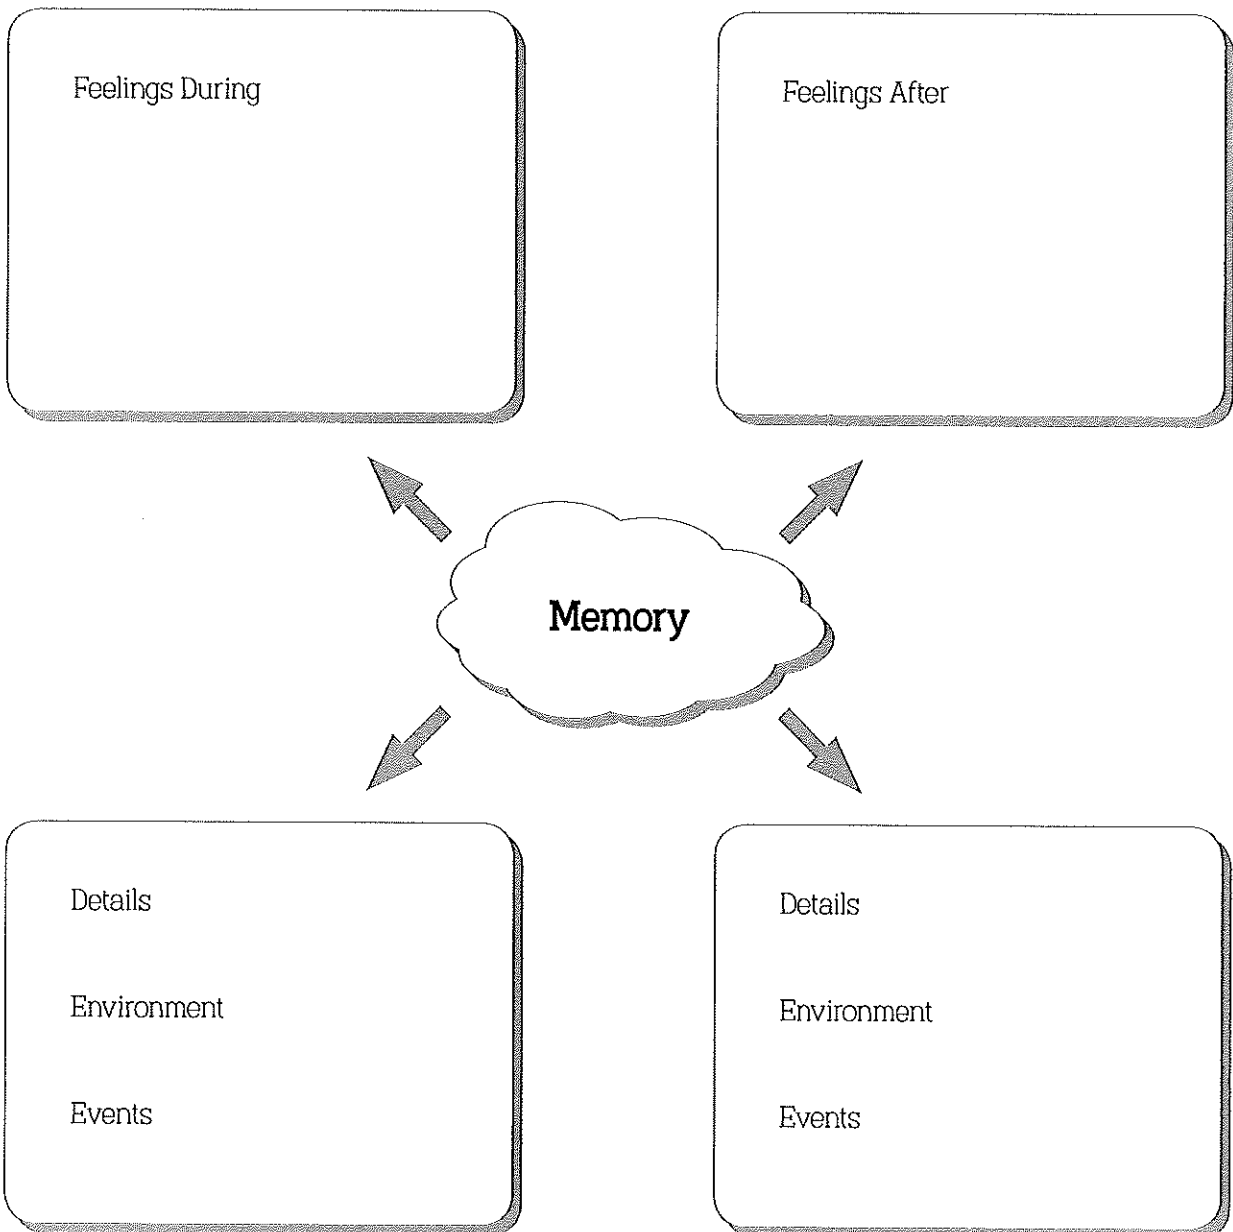 Feelings During
Feelings After
Memory
Details
Environment
Events
Details
Environment
Events